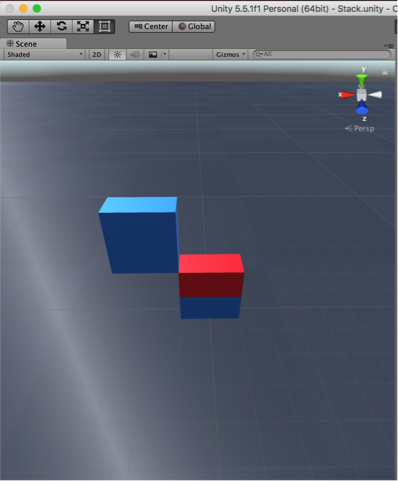 Unity 5.5.1f1 Personal (64bit) - Stack.unity - C
Center Global
Scene
Shaded 2D Gizmos All
y
x
z
Persp